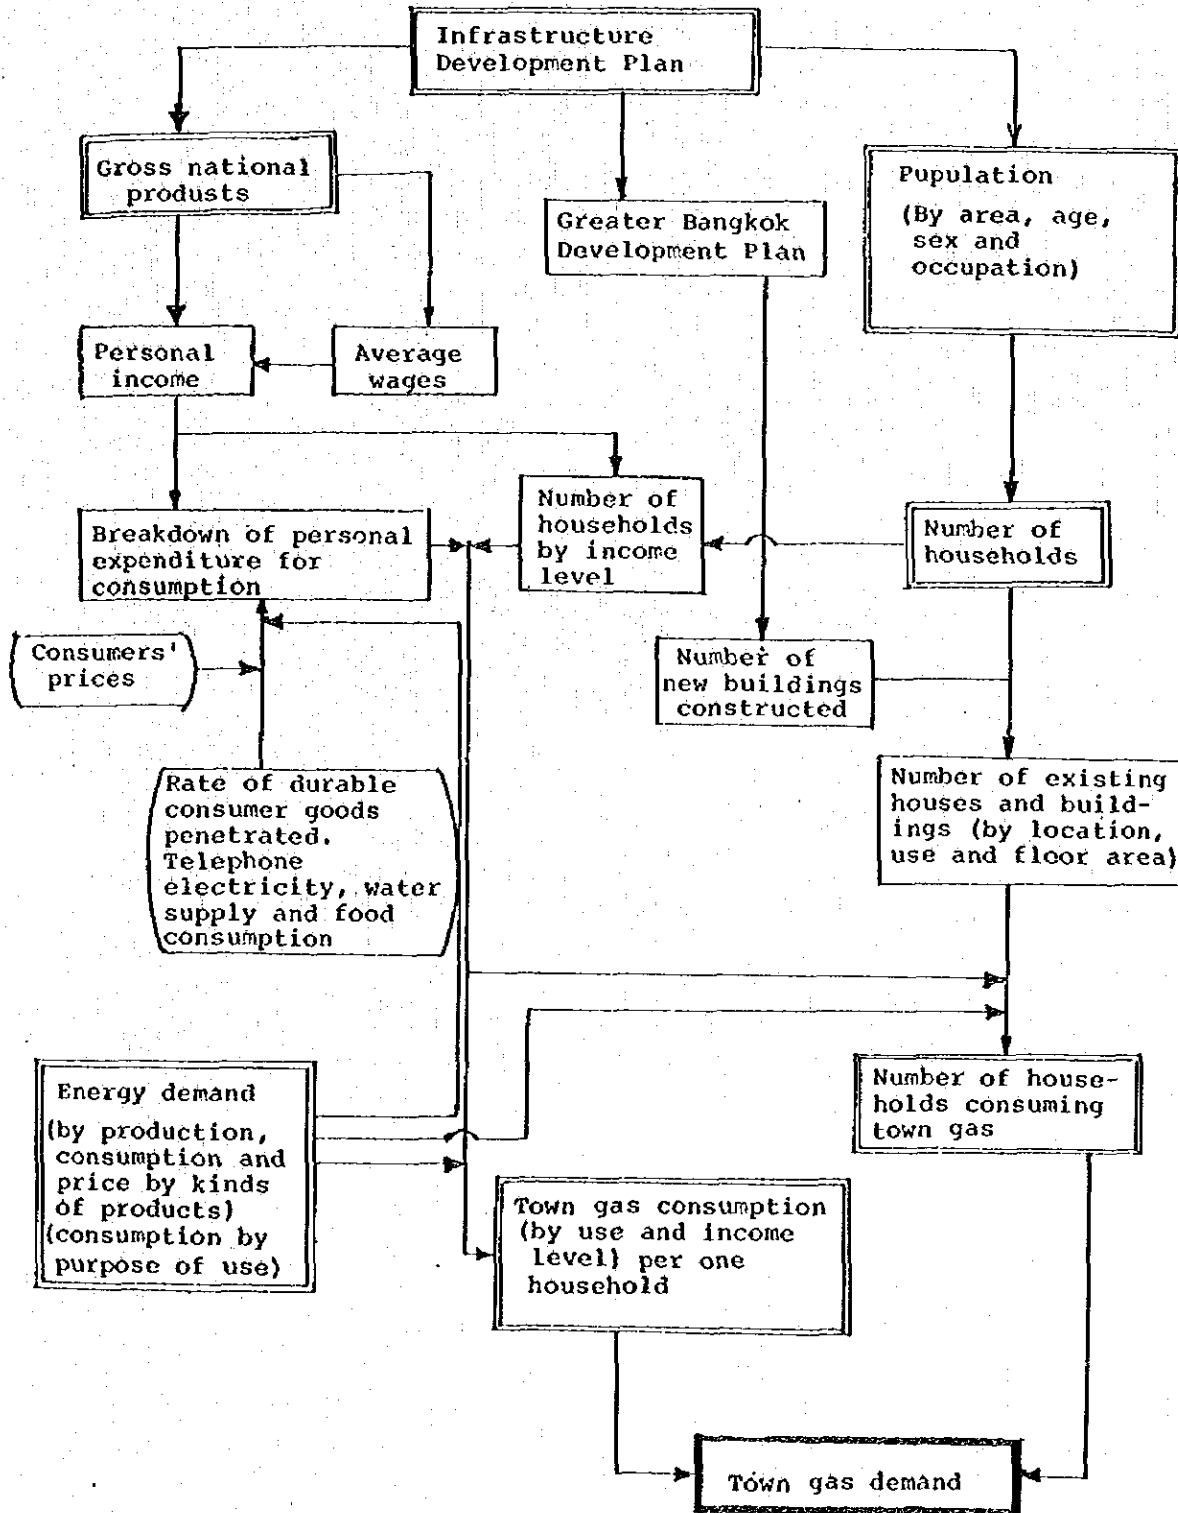 Infrastructure
Development Plan
Gross national
produsts
Pupulation
(By area, age,
sex and
occupation)
Greater Bangkok
Development Plan
Personal
income
Average
wages
Number of
households
by income
level
Number of
households
Breakdown of personal
expenditure for
consumption
Consumers'
prices
Number of
new buildings
constructed
Rate of durable
consumer goods
penetrated.
Telephone
electricity, water
supply and food
consumption
Number of existing
houses and build-
ings (by location,
use and floor area)
Energy demand
(by production,
consumption and
price by kinds
of products)
(consumption by
purpose of use)
Number of house-
holds consuming
town gas
Town gas consumption
(by use and income
level) per one
household
Town gas demand